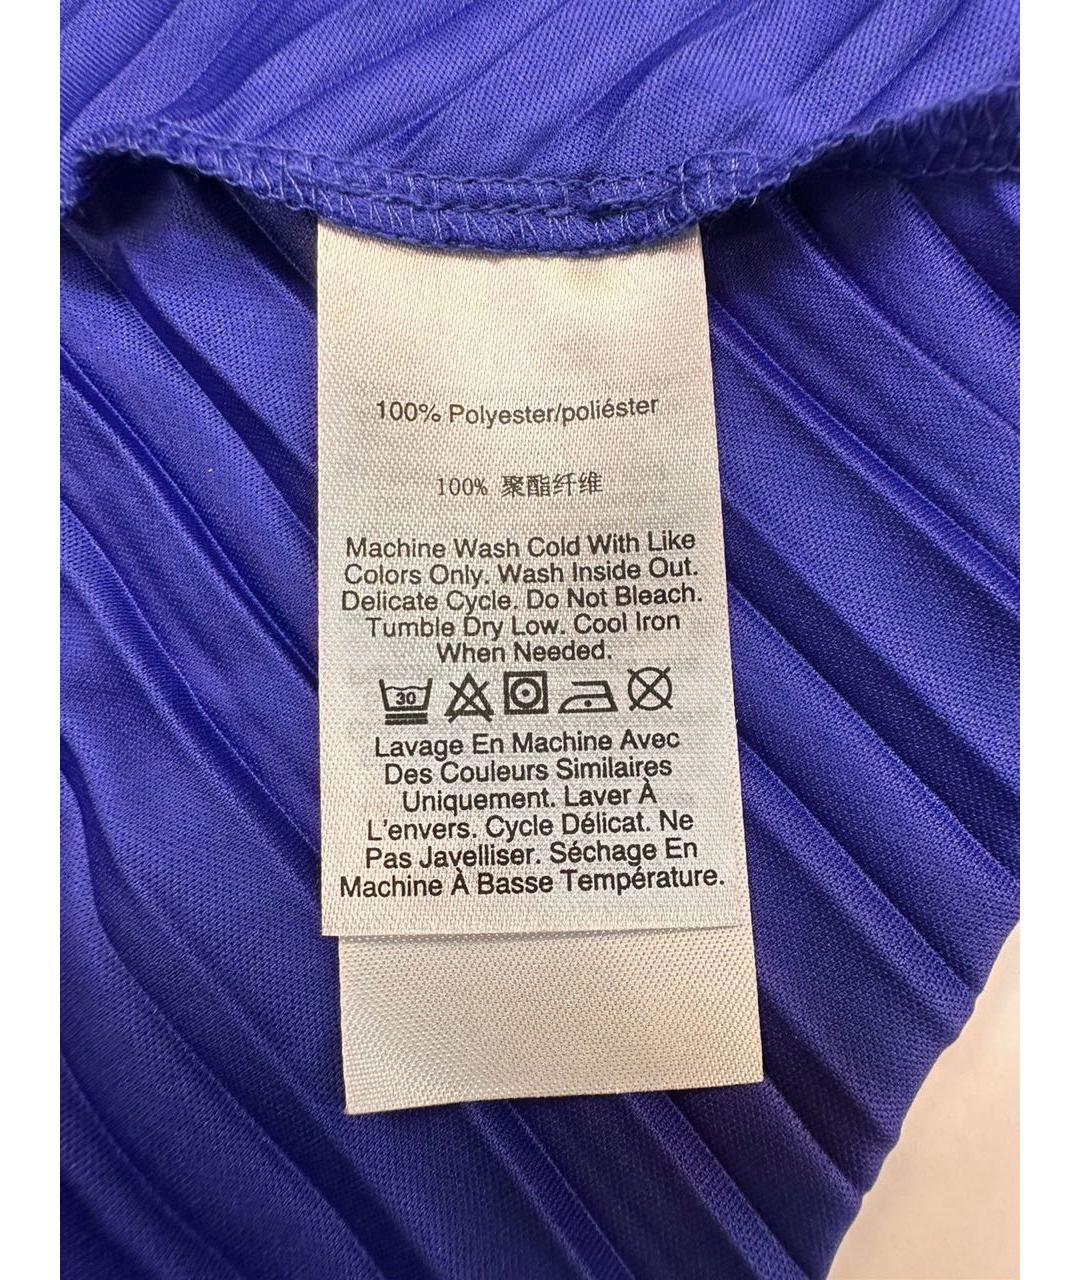 100% Polyester/poliéster
100% 聚酯纤维
Machine Wash Cold With Like
Colors Only. Wash Inside Out.
Delicate Cycle. Do Not Bleach.
Tumble Dry Low. Cool Iron
When Needed.
30
Lavage En Machine Avec
Des Couleurs Similaires
Uniquement. Laver À
L'envers. Cycle Délicat. Ne
Pas Javelliser. Séchage En
Machine À Basse Température.